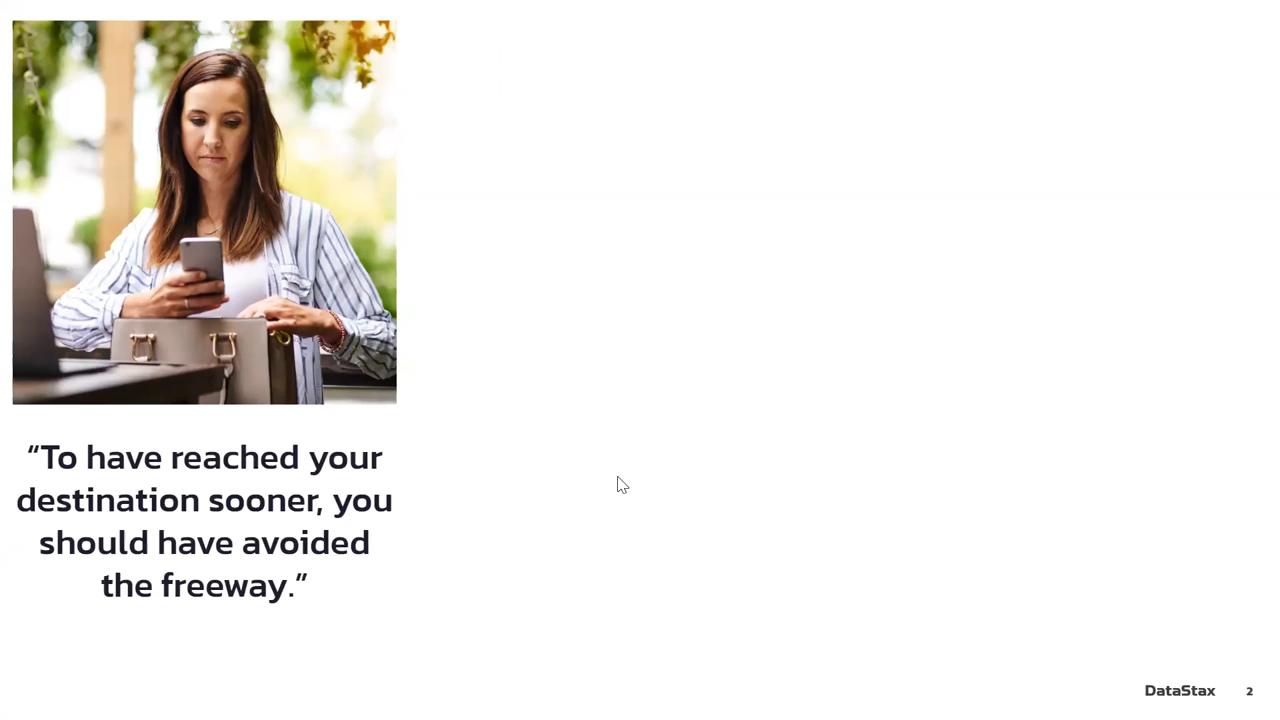 “To have reached your
destination sooner, you
should have avoided
the freeway.”
DataStax 2